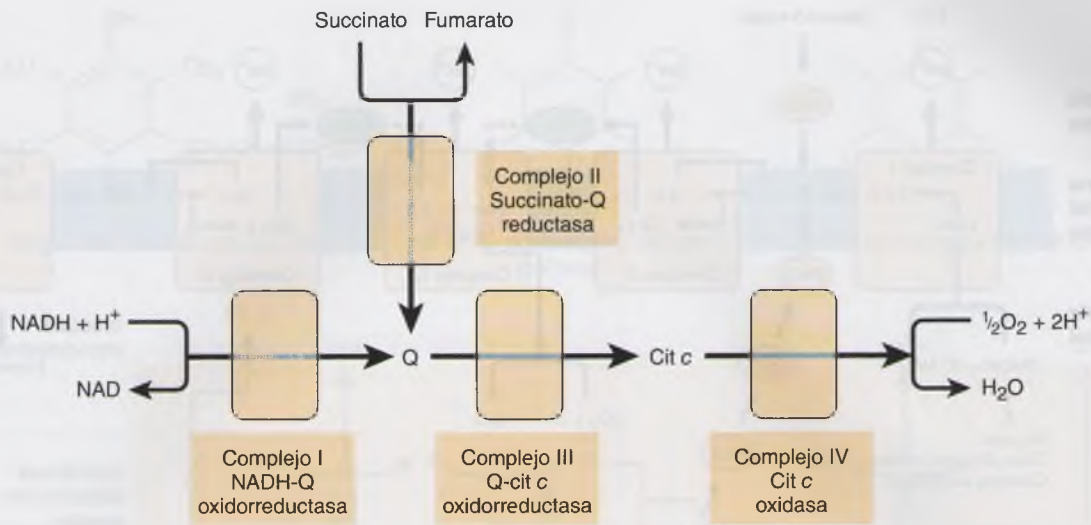 Succinato Fumarato
Complejo II
Succinato-Q
reductasa
NADH + H⁺
NAD
Q
Cit c
½O₂ + 2H⁺
H₂O
Complejo I
NADH-Q
oxidorreductasa
Complejo III
Q-cit c
oxidorreductasa
Complejo IV
Cit c
oxidasa